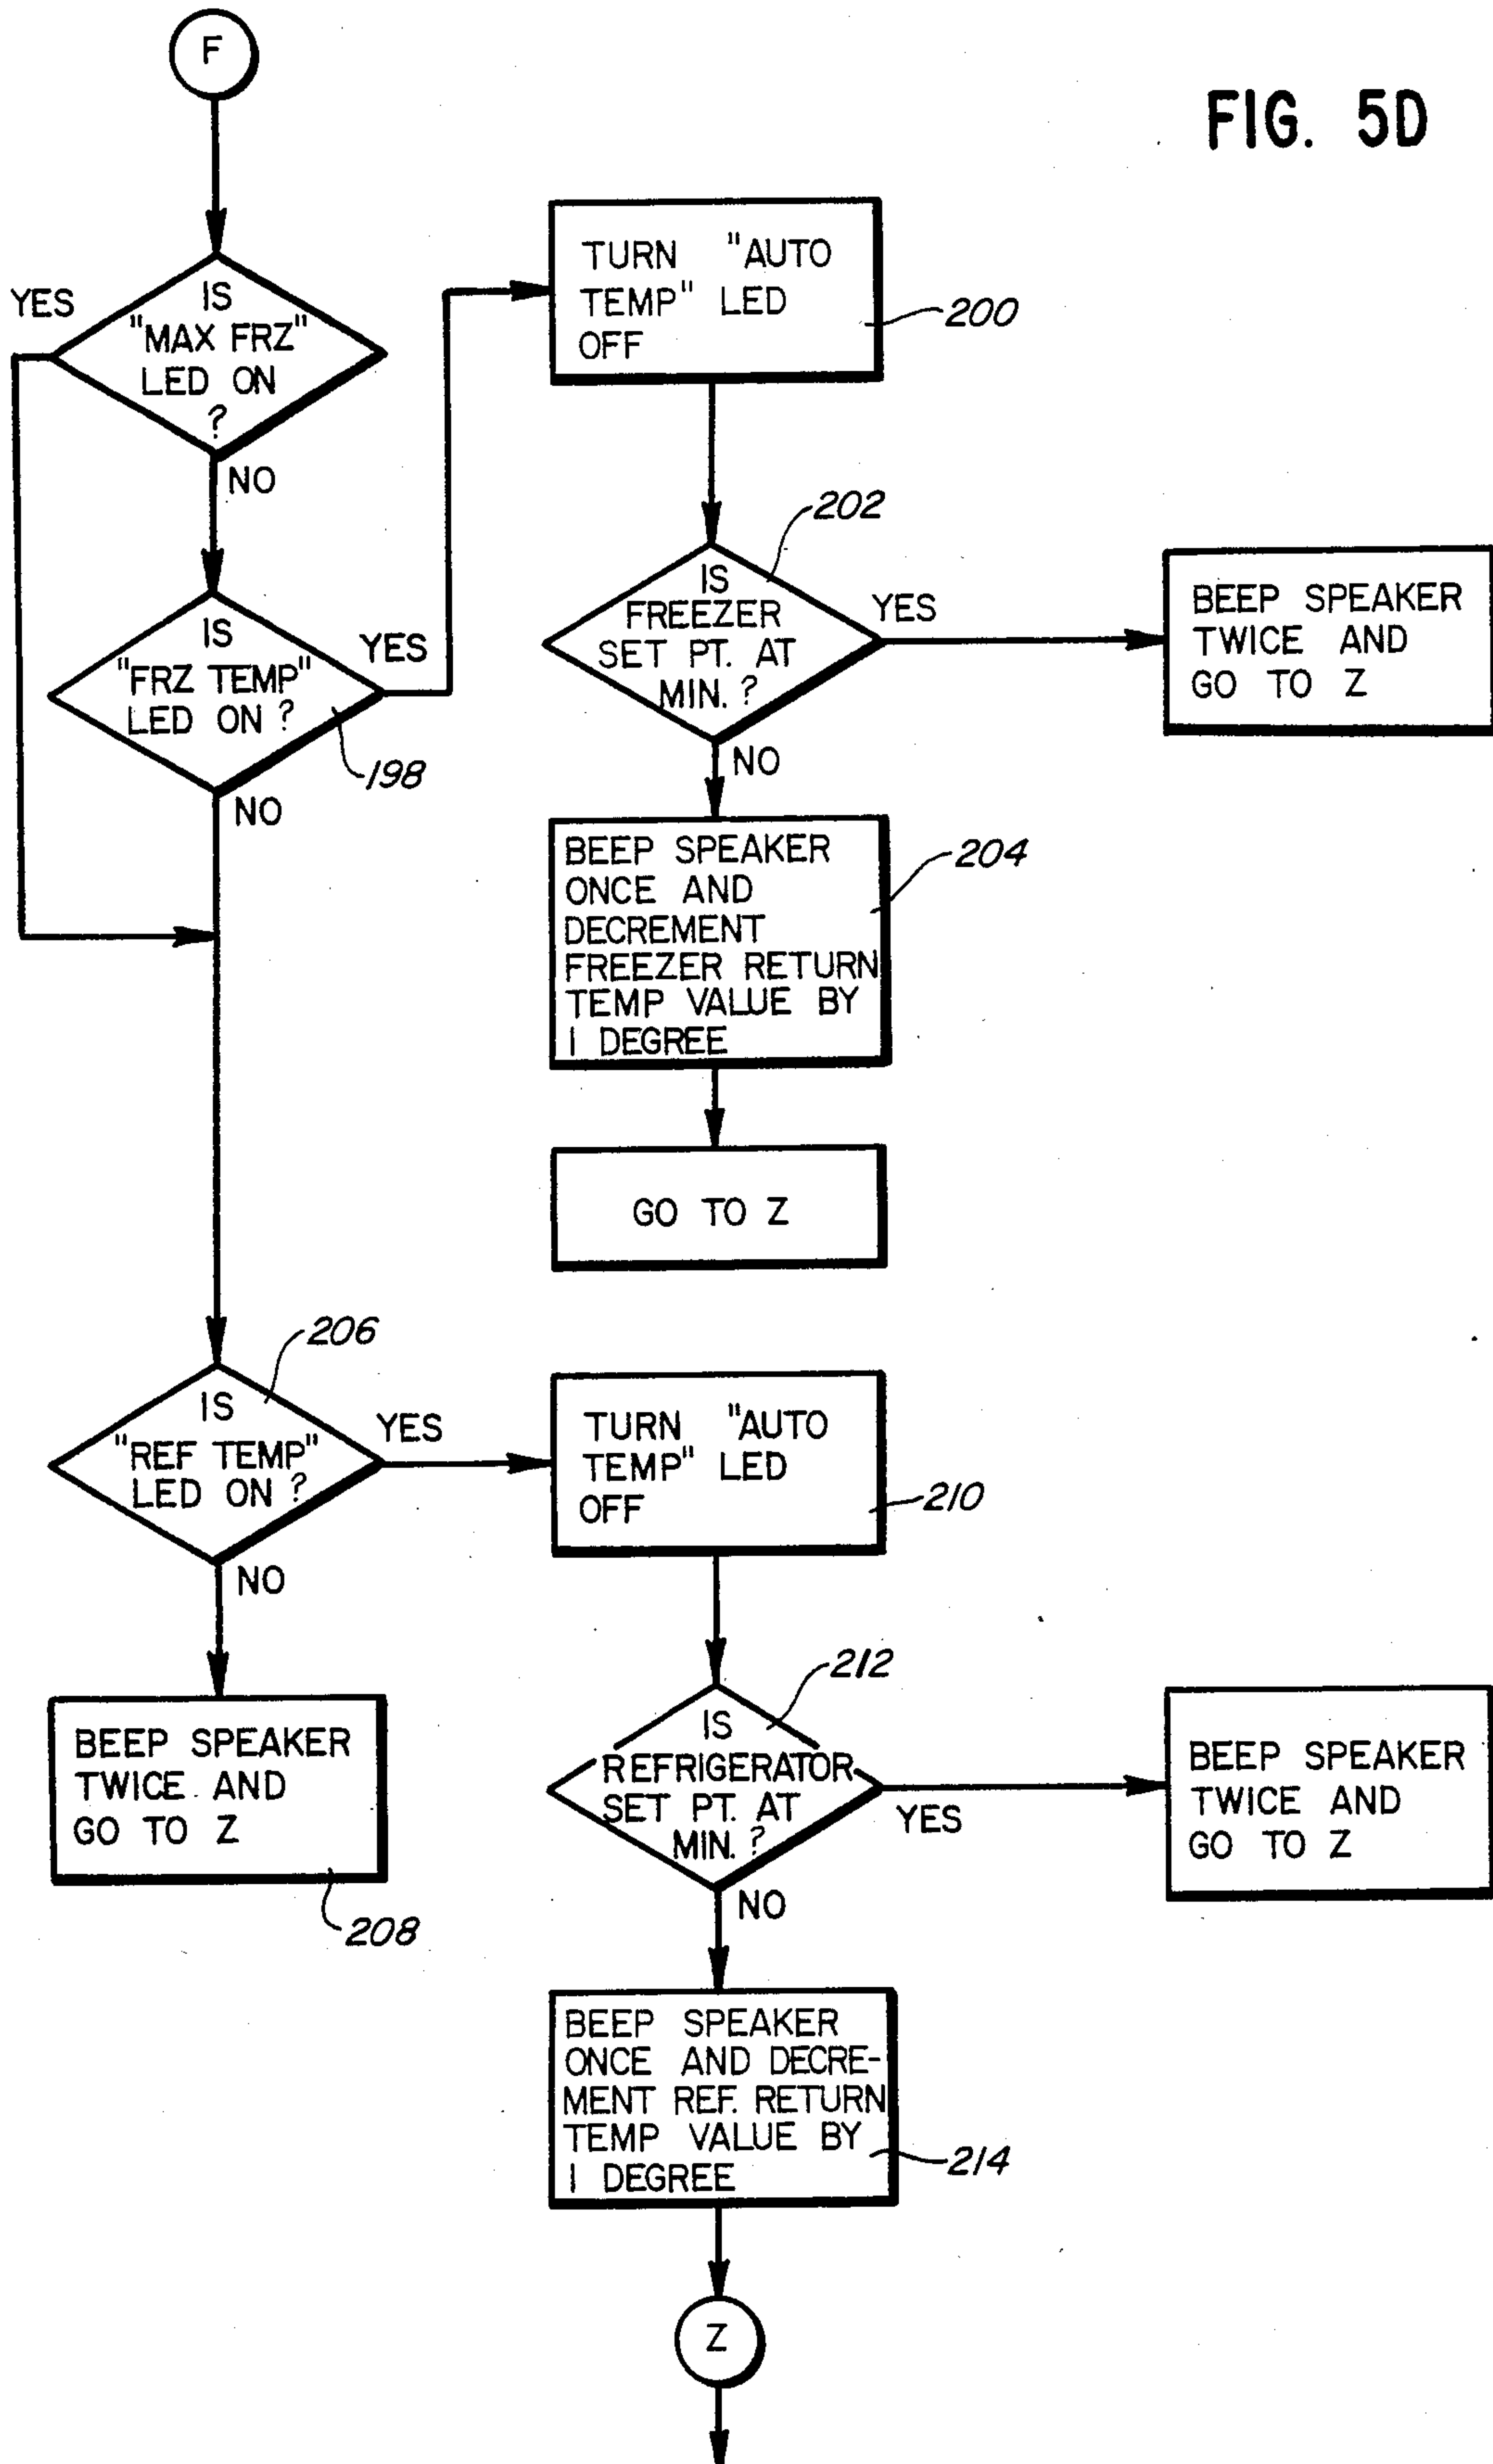 F
FIG. 5D
YES
IS
"MAX FRZ"
LED ON
?
NO
TURN "AUTO
TEMP" LED
OFF
200
IS
"FRZ TEMP"
LED ON ?
YES
198
NO
202
IS
FREEZER
SET PT. AT
MIN. ?
YES
NO
BEEP SPEAKER
TWICE AND
GO TO Z
BEEP SPEAKER
ONCE AND
DECREMENT
FREEZER RETURN
TEMP VALUE BY
1 DEGREE
204
GO TO Z
206
IS
"REF TEMP"
LED ON ?
YES
NO
TURN "AUTO
TEMP" LED
OFF
210
BEEP SPEAKER
TWICE AND
GO TO Z
208
212
IS
REFRIGERATOR
SET PT. AT
MIN. ?
YES
NO
BEEP SPEAKER
TWICE AND
GO TO Z
BEEP SPEAKER
ONCE AND DECRE-
MENT REF. RETURN
TEMP VALUE BY
1 DEGREE
214
Z